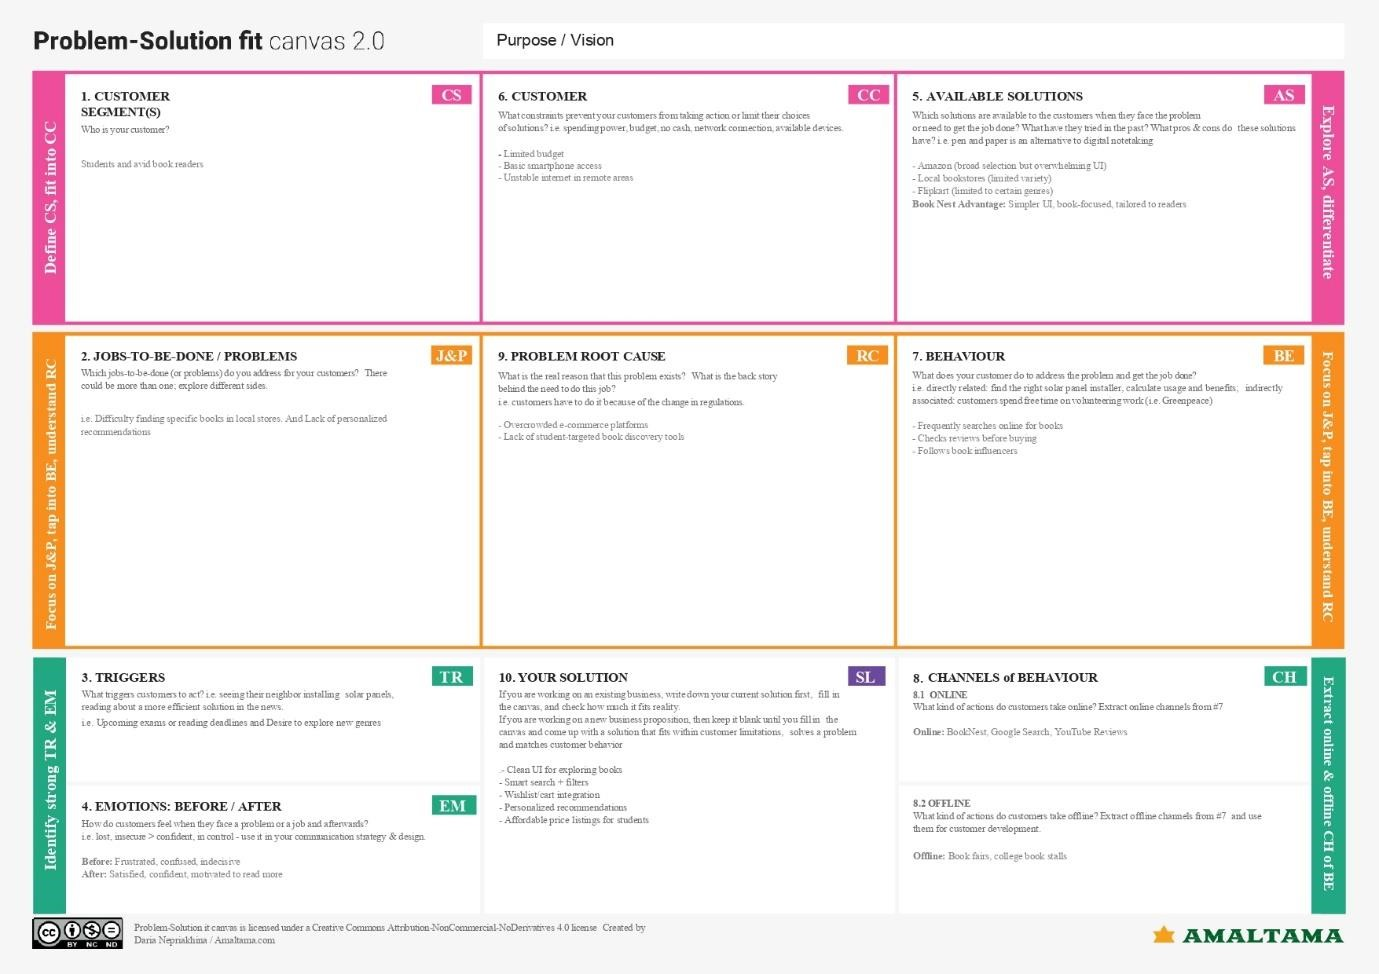 Problem-Solution fit canvas 2.0
Purpose / Vision
Define CS, fit into CC
1. CUSTOMER
SEGMENT(S)
CS
Who is your customer?
Students and avid book readers
6. CUSTOMER
CC
What constraints prevent your customers from taking action or limit their choices
of solutions? i.e. spending power, budget, no cash, network connection, available devices.
- Limited budget
- Basic smartphone access
- Unstable internet in remote areas
5. AVAILABLE SOLUTIONS
AS
Which solutions are available to the customers when they face the problem
or need to get the job done? What have they tried in the past? What pros & cons do these solutions
have? i.e. pen and paper is an alternative to digital notetaking
- Amazon (broad selection but overwhelming UI)
- Local bookstores (limited variety)
- Flipkart (limited to certain genres)
Book Nest Advantage: Simpler UI, book-focused, tailored to readers
Explore AS, differentiate
Focus on J&P, tap into BE, understand RC
2. JOBS-TO-BE-DONE / PROBLEMS
J&P
Which jobs-to-be-done (or problems) do you address for your customers? There
could be more than one; explore different sides.
i.e. Difficulty finding specific books in local stores. And Lack of personalized
recommendations
9. PROBLEM ROOT CAUSE
RC
What is the real reason that this problem exists? What is the back story
behind the need to do this job?
i.e. customers have to do it because of the change in regulations.
- Overcrowded e-commerce platforms
- Lack of student-targeted book discovery tools
7. BEHAVIOUR
BE
What does your customer do to address the problem and get the job done?
i.e. directly related: find the right solar panel installer, calculate usage and benefits; indirectly
associated: customers spend free time on volunteering work (i.e. Greenpeace)
- Frequently searches online for books
- Checks reviews before buying
- Follows book influencers
Focus on J&P, tap into BE, understand RC
Identify strong TR & EM
3. TRIGGERS
TR
What triggers customers to act? i.e. seeing their neighbor installing solar panels,
reading about a more efficient solution in the news.
i.e. Upcoming exams or reading deadlines and Desire to explore new genres
4. EMOTIONS: BEFORE / AFTER
EM
How do customers feel when they face a problem or a job and afterwards?
i.e. lost, insecure > confident, in control - use it in your communication strategy & design.
Before: Frustrated, confused, indecisive
After: Satisfied, confident, motivated to read more
10. YOUR SOLUTION
SL
If you are working on an existing business, write down your current solution first, fill in
the canvas, and check how much it fits reality.
If you are working on a new business proposition, then keep it blank until you fill in the
canvas and come up with a solution that fits within customer limitations, solves a problem
and matches customer behavior
.- Clean UI for exploring books
- Smart search + filters
- Wishlist/cart integration
- Personalized recommendations
- Affordable price listings for students
8. CHANNELS of BEHAVIOUR
CH
8.1 ONLINE
What kind of actions do customers take online? Extract online channels from #7
Online: BookNest, Google Search, YouTube Reviews
8.2 OFFLINE
What kind of actions do customers take offline? Extract offline channels from #7 and use
them for customer development.
Offline: Book fairs, college book stalls
Extract online & offline CH of BE
cc BY NC ND
Problem-Solution it canvas is licensed under a Creative Commons Attribution-NonCommercial-NoDerivatives 4.0 license Created by
Daria Nepriakhina / Amaltama.com
AMALTAMA